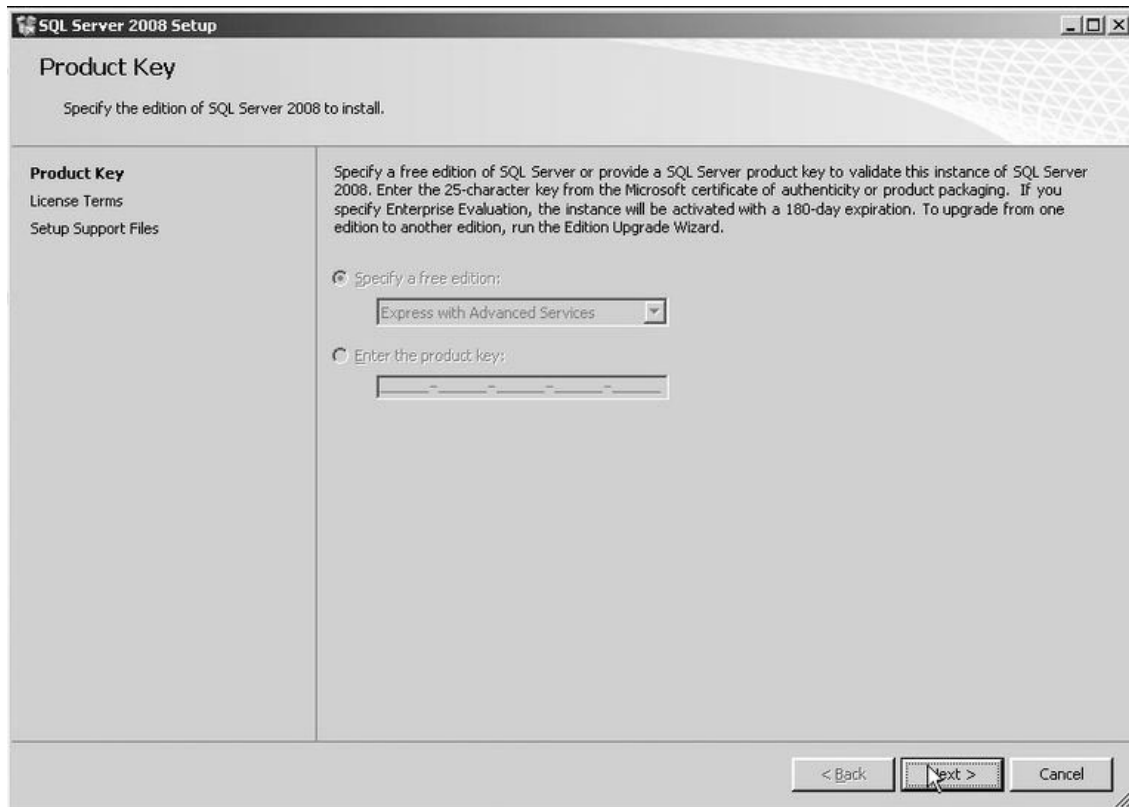 SQL Server 2008 Setup
Product Key
Specify the edition of SQL Server 2008 to install.
Product Key
License Terms
Setup Support Files
Specify a free edition of SQL Server or provide a SQL Server product key to validate this instance of SQL Server
2008. Enter the 25-character key from the Microsoft certificate of authenticity or product packaging. If you
specify Enterprise Evaluation, the instance will be activated with a 180-day expiration. To upgrade from one
edition to another edition, run the Edition Upgrade Wizard.
Specify a free edition:
Express with Advanced Services
Enter the product key:
_____-_____-_____-_____-_____
< Back
Next >
Cancel